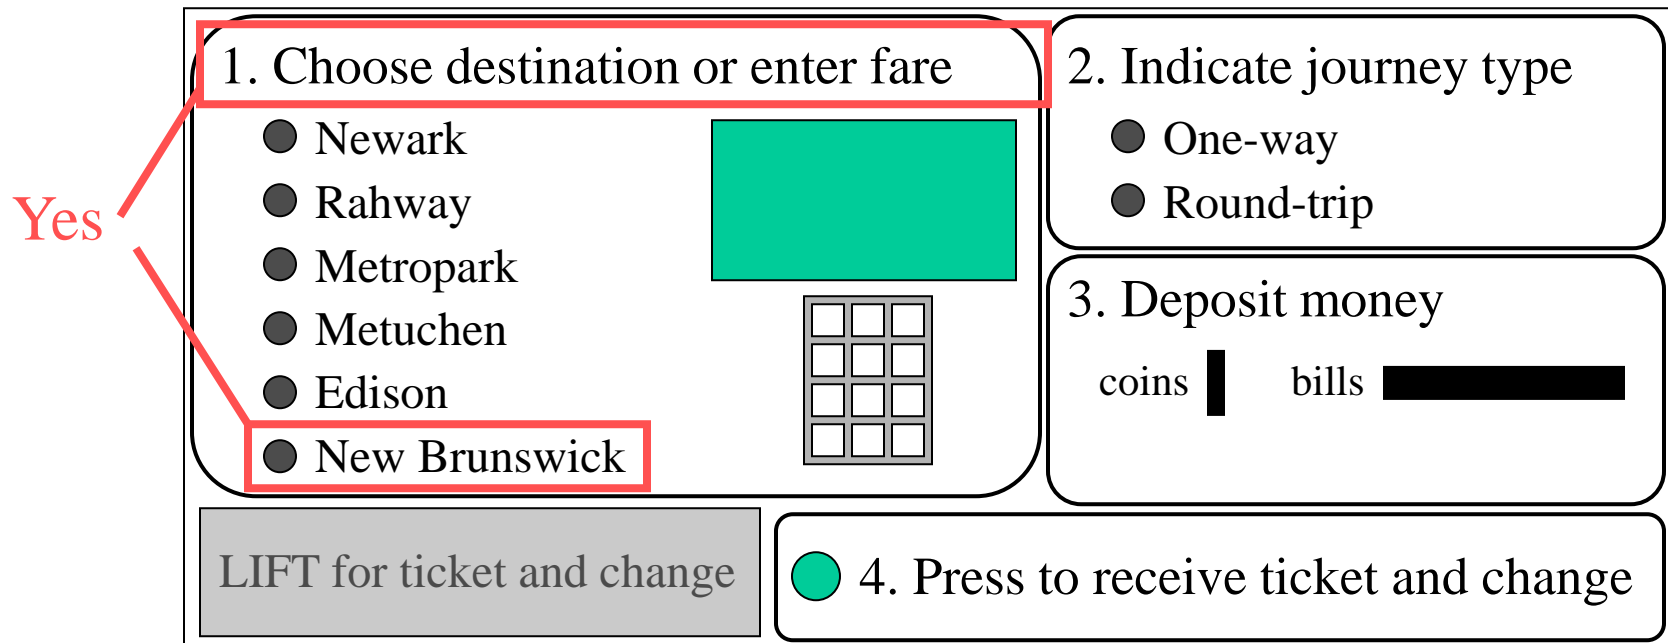 Yes
1. Choose destination or enter fare
Newark
Rahway
Metropark
Metuchen
Edison
New Brunswick
2. Indicate journey type
One-way
Round-trip
3. Deposit money
coins bills
LIFT for ticket and change
4. Press to receive ticket and change